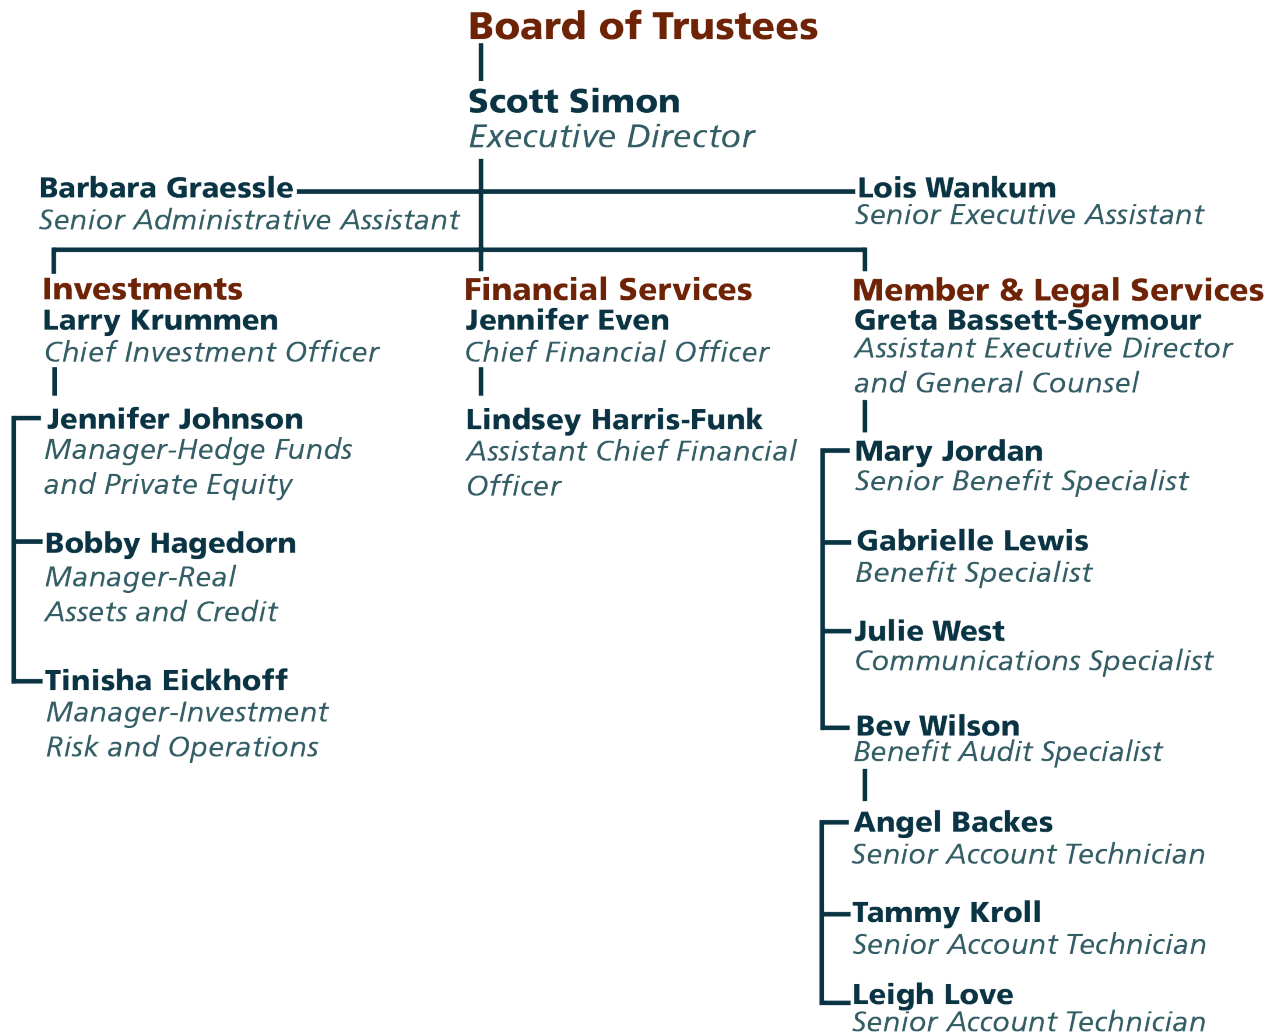 Board of Trustees
Scott Simon
Executive Director
Barbara Graessle
Senior Administrative Assistant
Lois Wankum
Senior Executive Assistant
Investments
Larry Krummen
Chief Investment Officer
Jennifer Johnson
Manager-Hedge Funds
and Private Equity
Bobby Hagedorn
Manager-Real
Assets and Credit
Tinisha Eickhoff
Manager-Investment
Risk and Operations
Financial Services
Jennifer Even
Chief Financial Officer
Lindsey Harris-Funk
Assistant Chief Financial
Officer
Member & Legal Services
Greta Bassett-Seymour
Assistant Executive Director
and General Counsel
Mary Jordan
Senior Benefit Specialist
Gabrielle Lewis
Benefit Specialist
Julie West
Communications Specialist
Bev Wilson
Benefit Audit Specialist
Angel Backes
Senior Account Technician
Tammy Kroll
Senior Account Technician
Leigh Love
Senior Account Technician